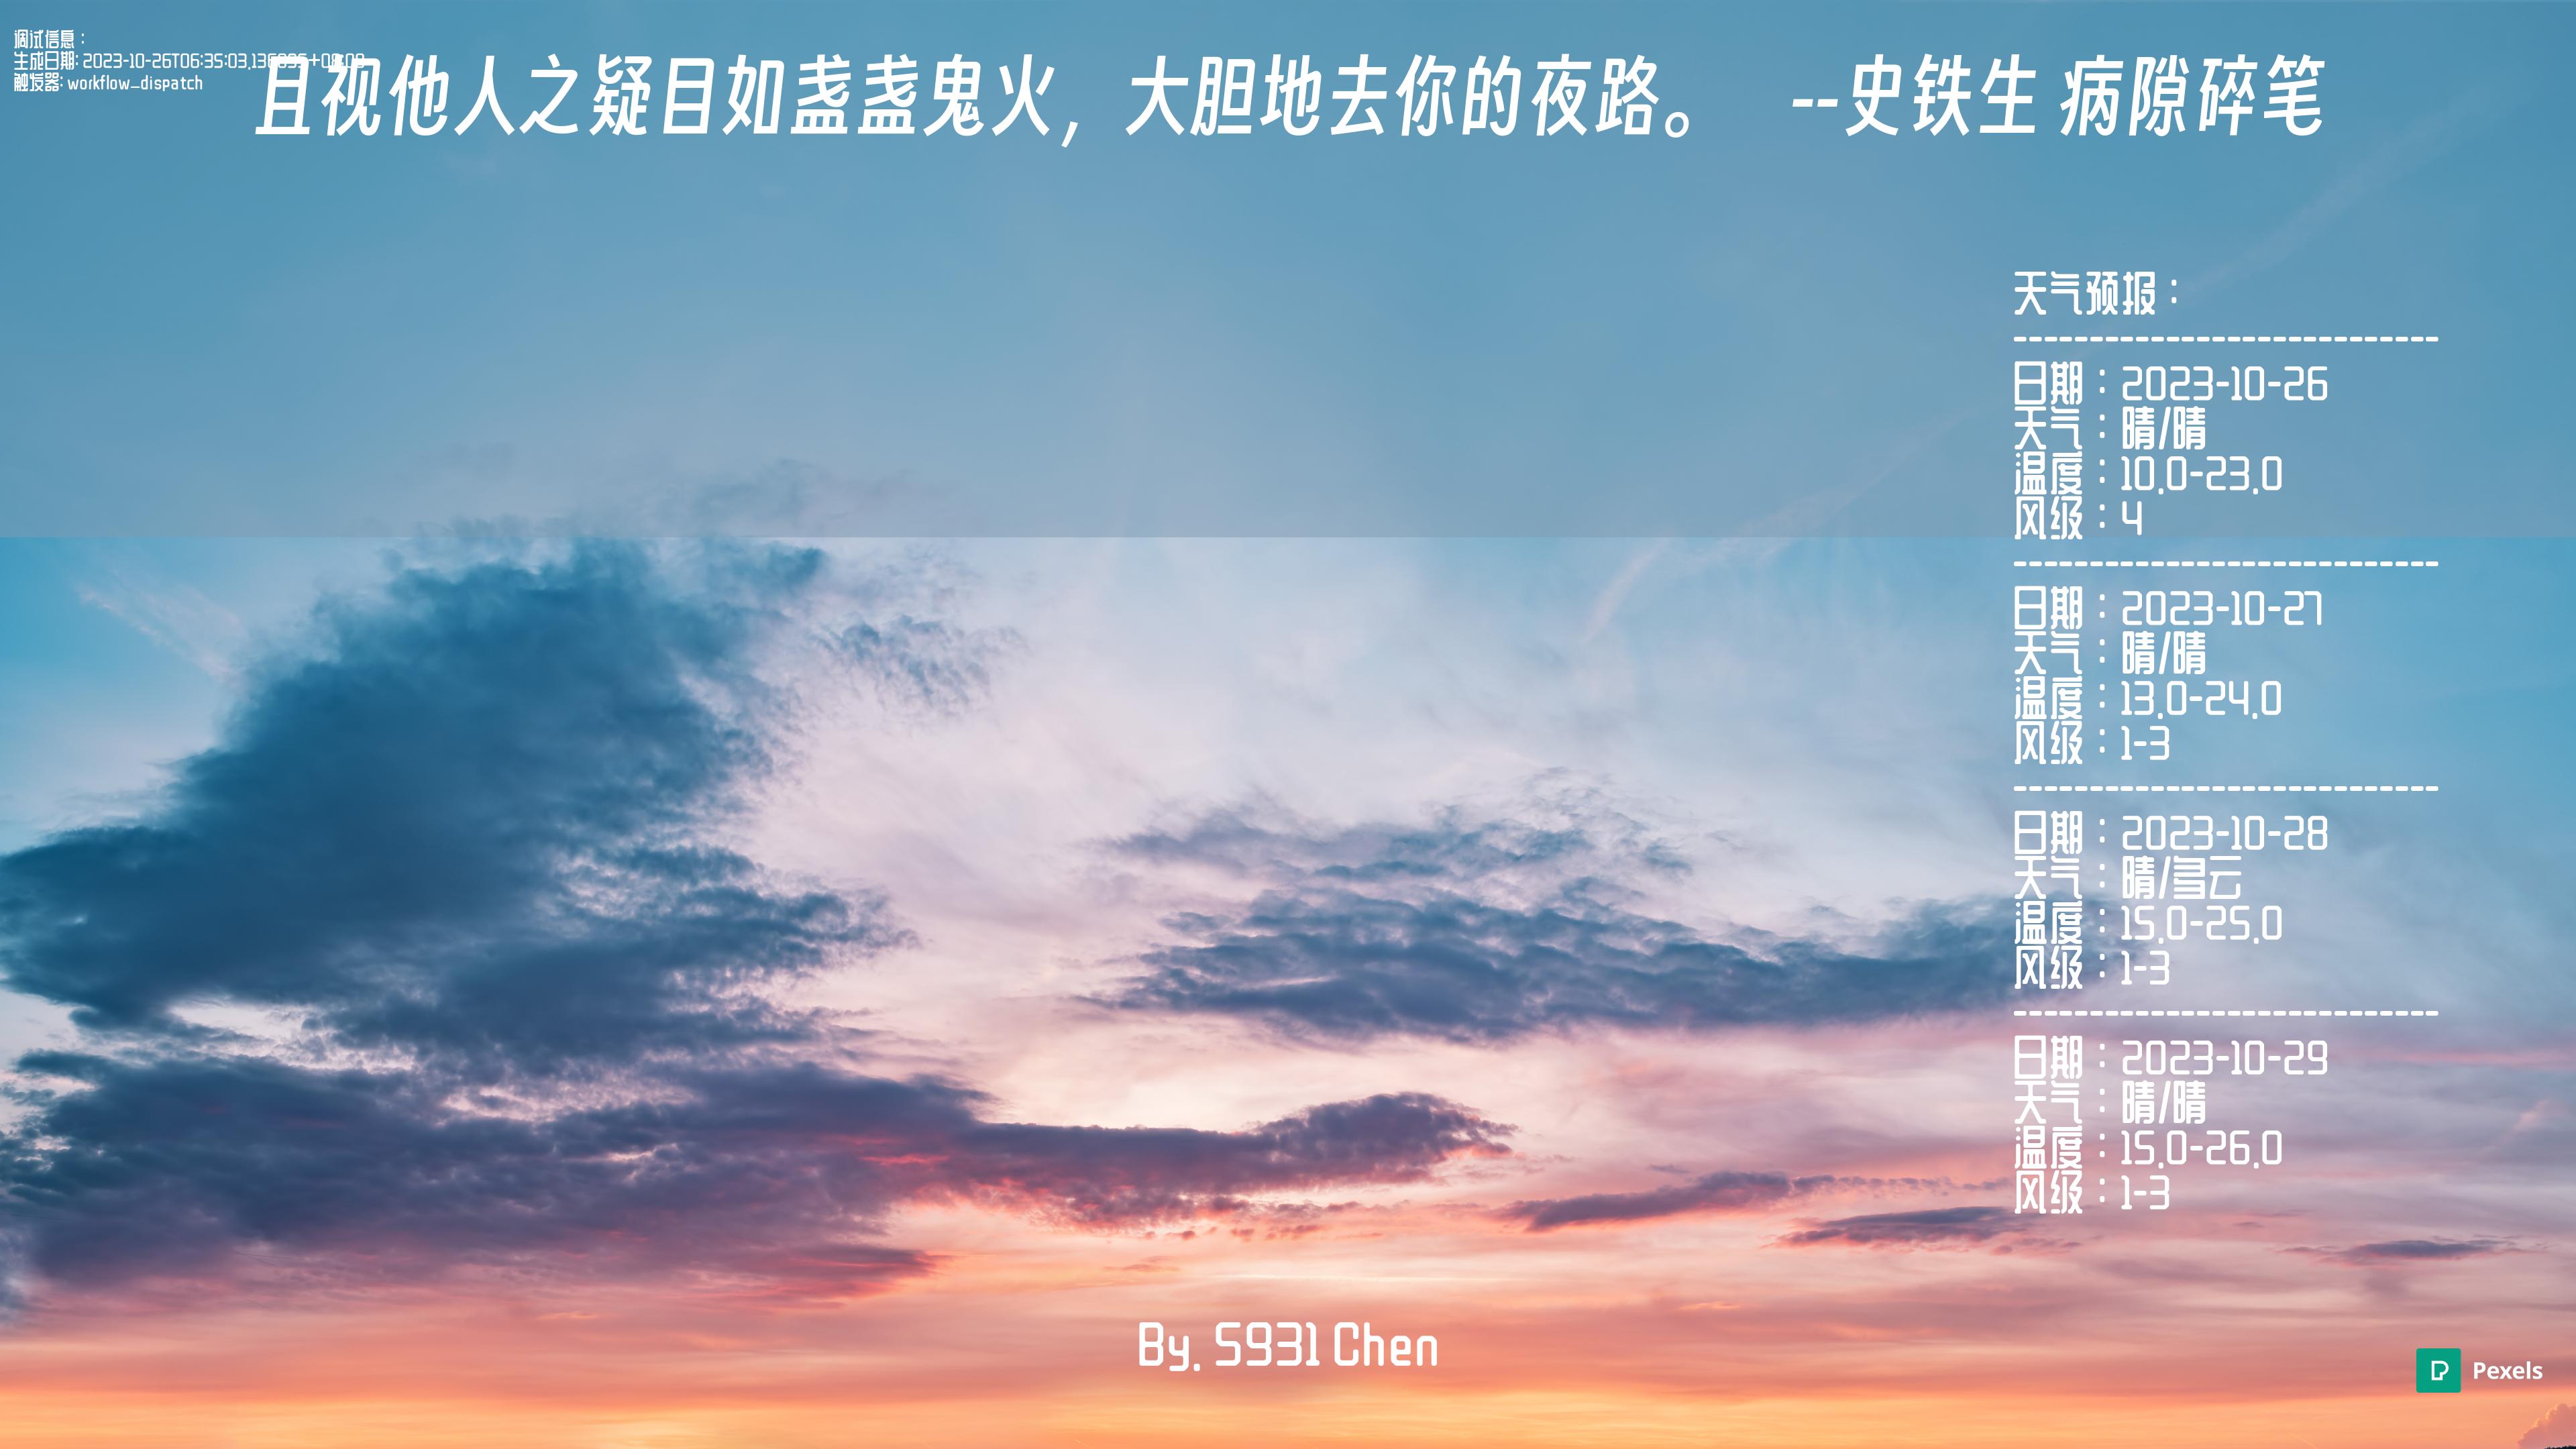 调试信息：
生成日期: 2023-10-26T06:35:03.136895+08:00
触发器: workflow_dispatch
且视他人之疑目如盏盏鬼火，大胆地去你的夜路。 --史铁生 病隙碎笔
天气预报：
----------------------------
日期：2023-10-26
天气：晴/晴
温度：10.0-23.0
风级：4
----------------------------
日期：2023-10-27
天气：晴/晴
温度：13.0-24.0
风级：1-3
----------------------------
日期：2023-10-28
天气：晴/多云
温度：15.0-25.0
风级：1-3
----------------------------
日期：2023-10-29
天气：晴/晴
温度：15.0-26.0
风级：1-3
By. S931 Chen
Pexels